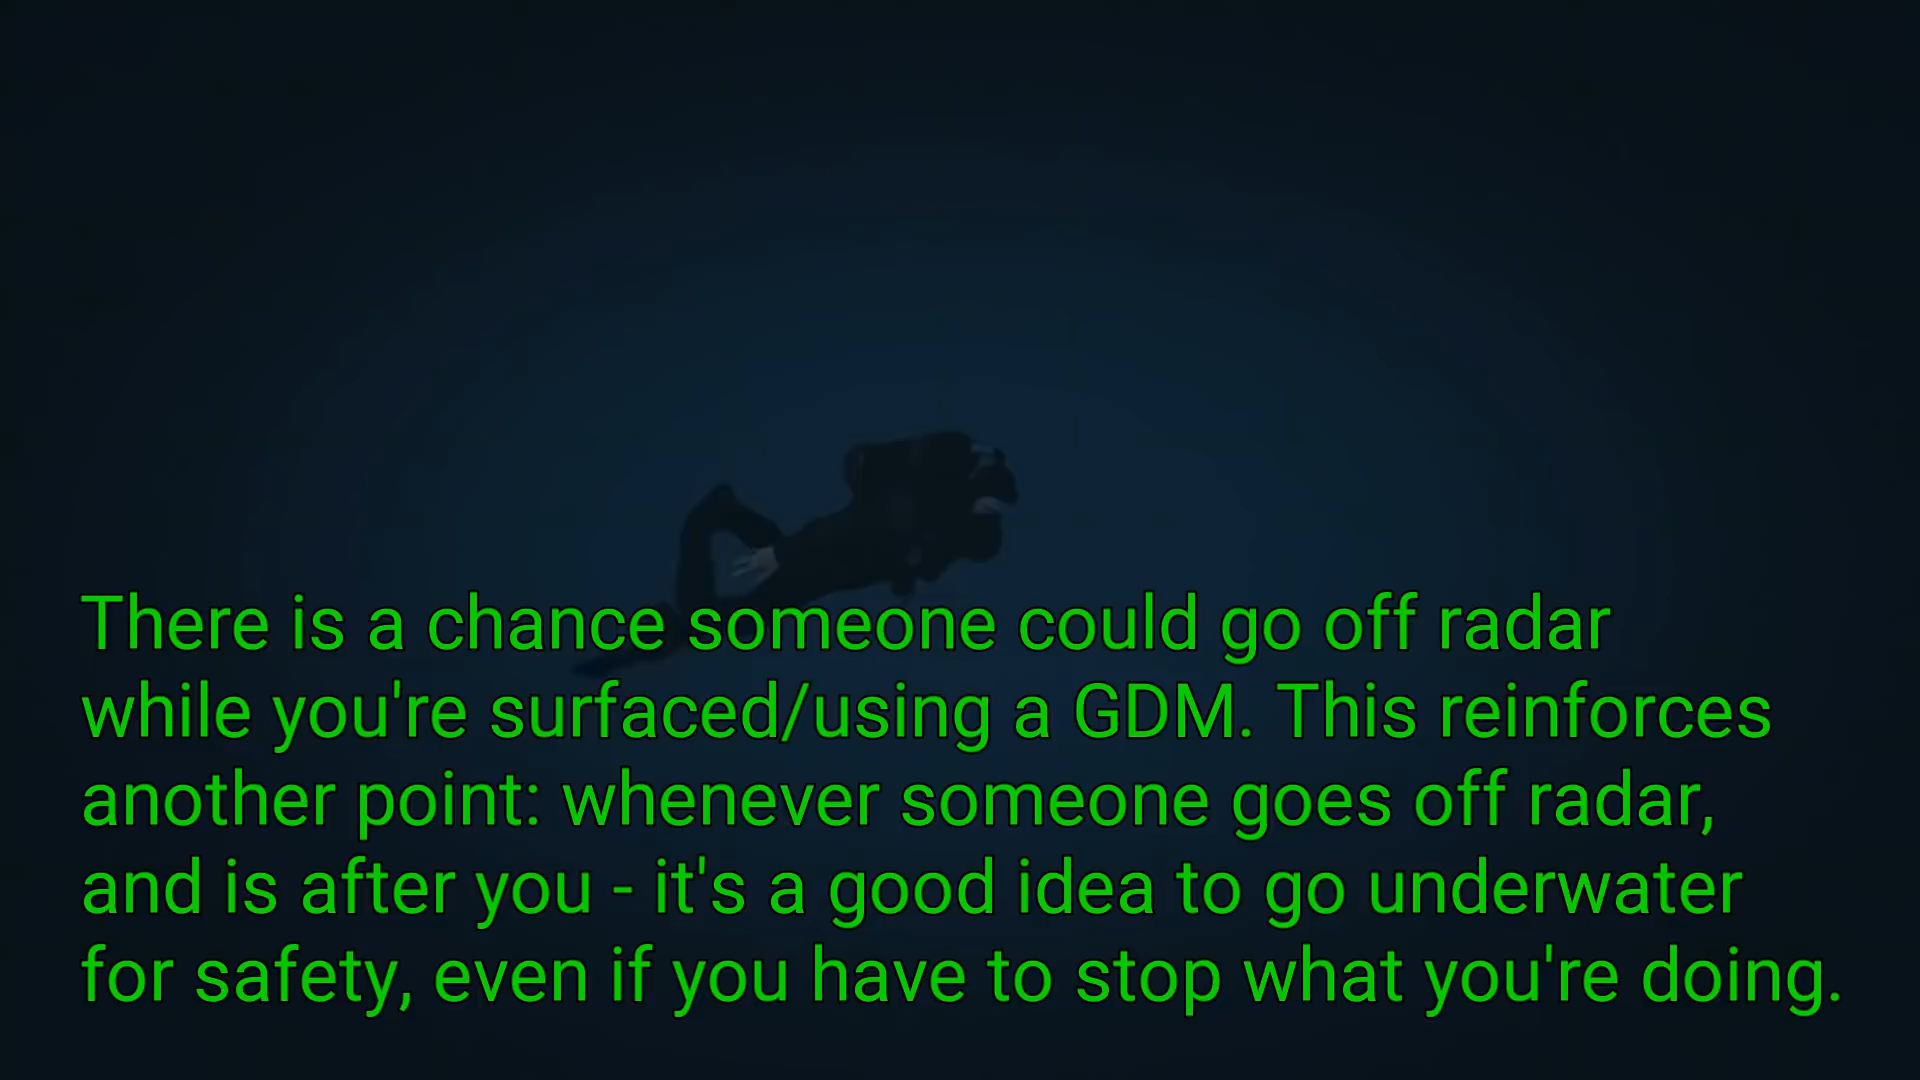 There is a chance someone could go off radar
while you're surfaced/using a GDM. This reinforces
another point: whenever someone goes off radar,
and is after you - it's a good idea to go underwater
for safety, even if you have to stop what you're doing.